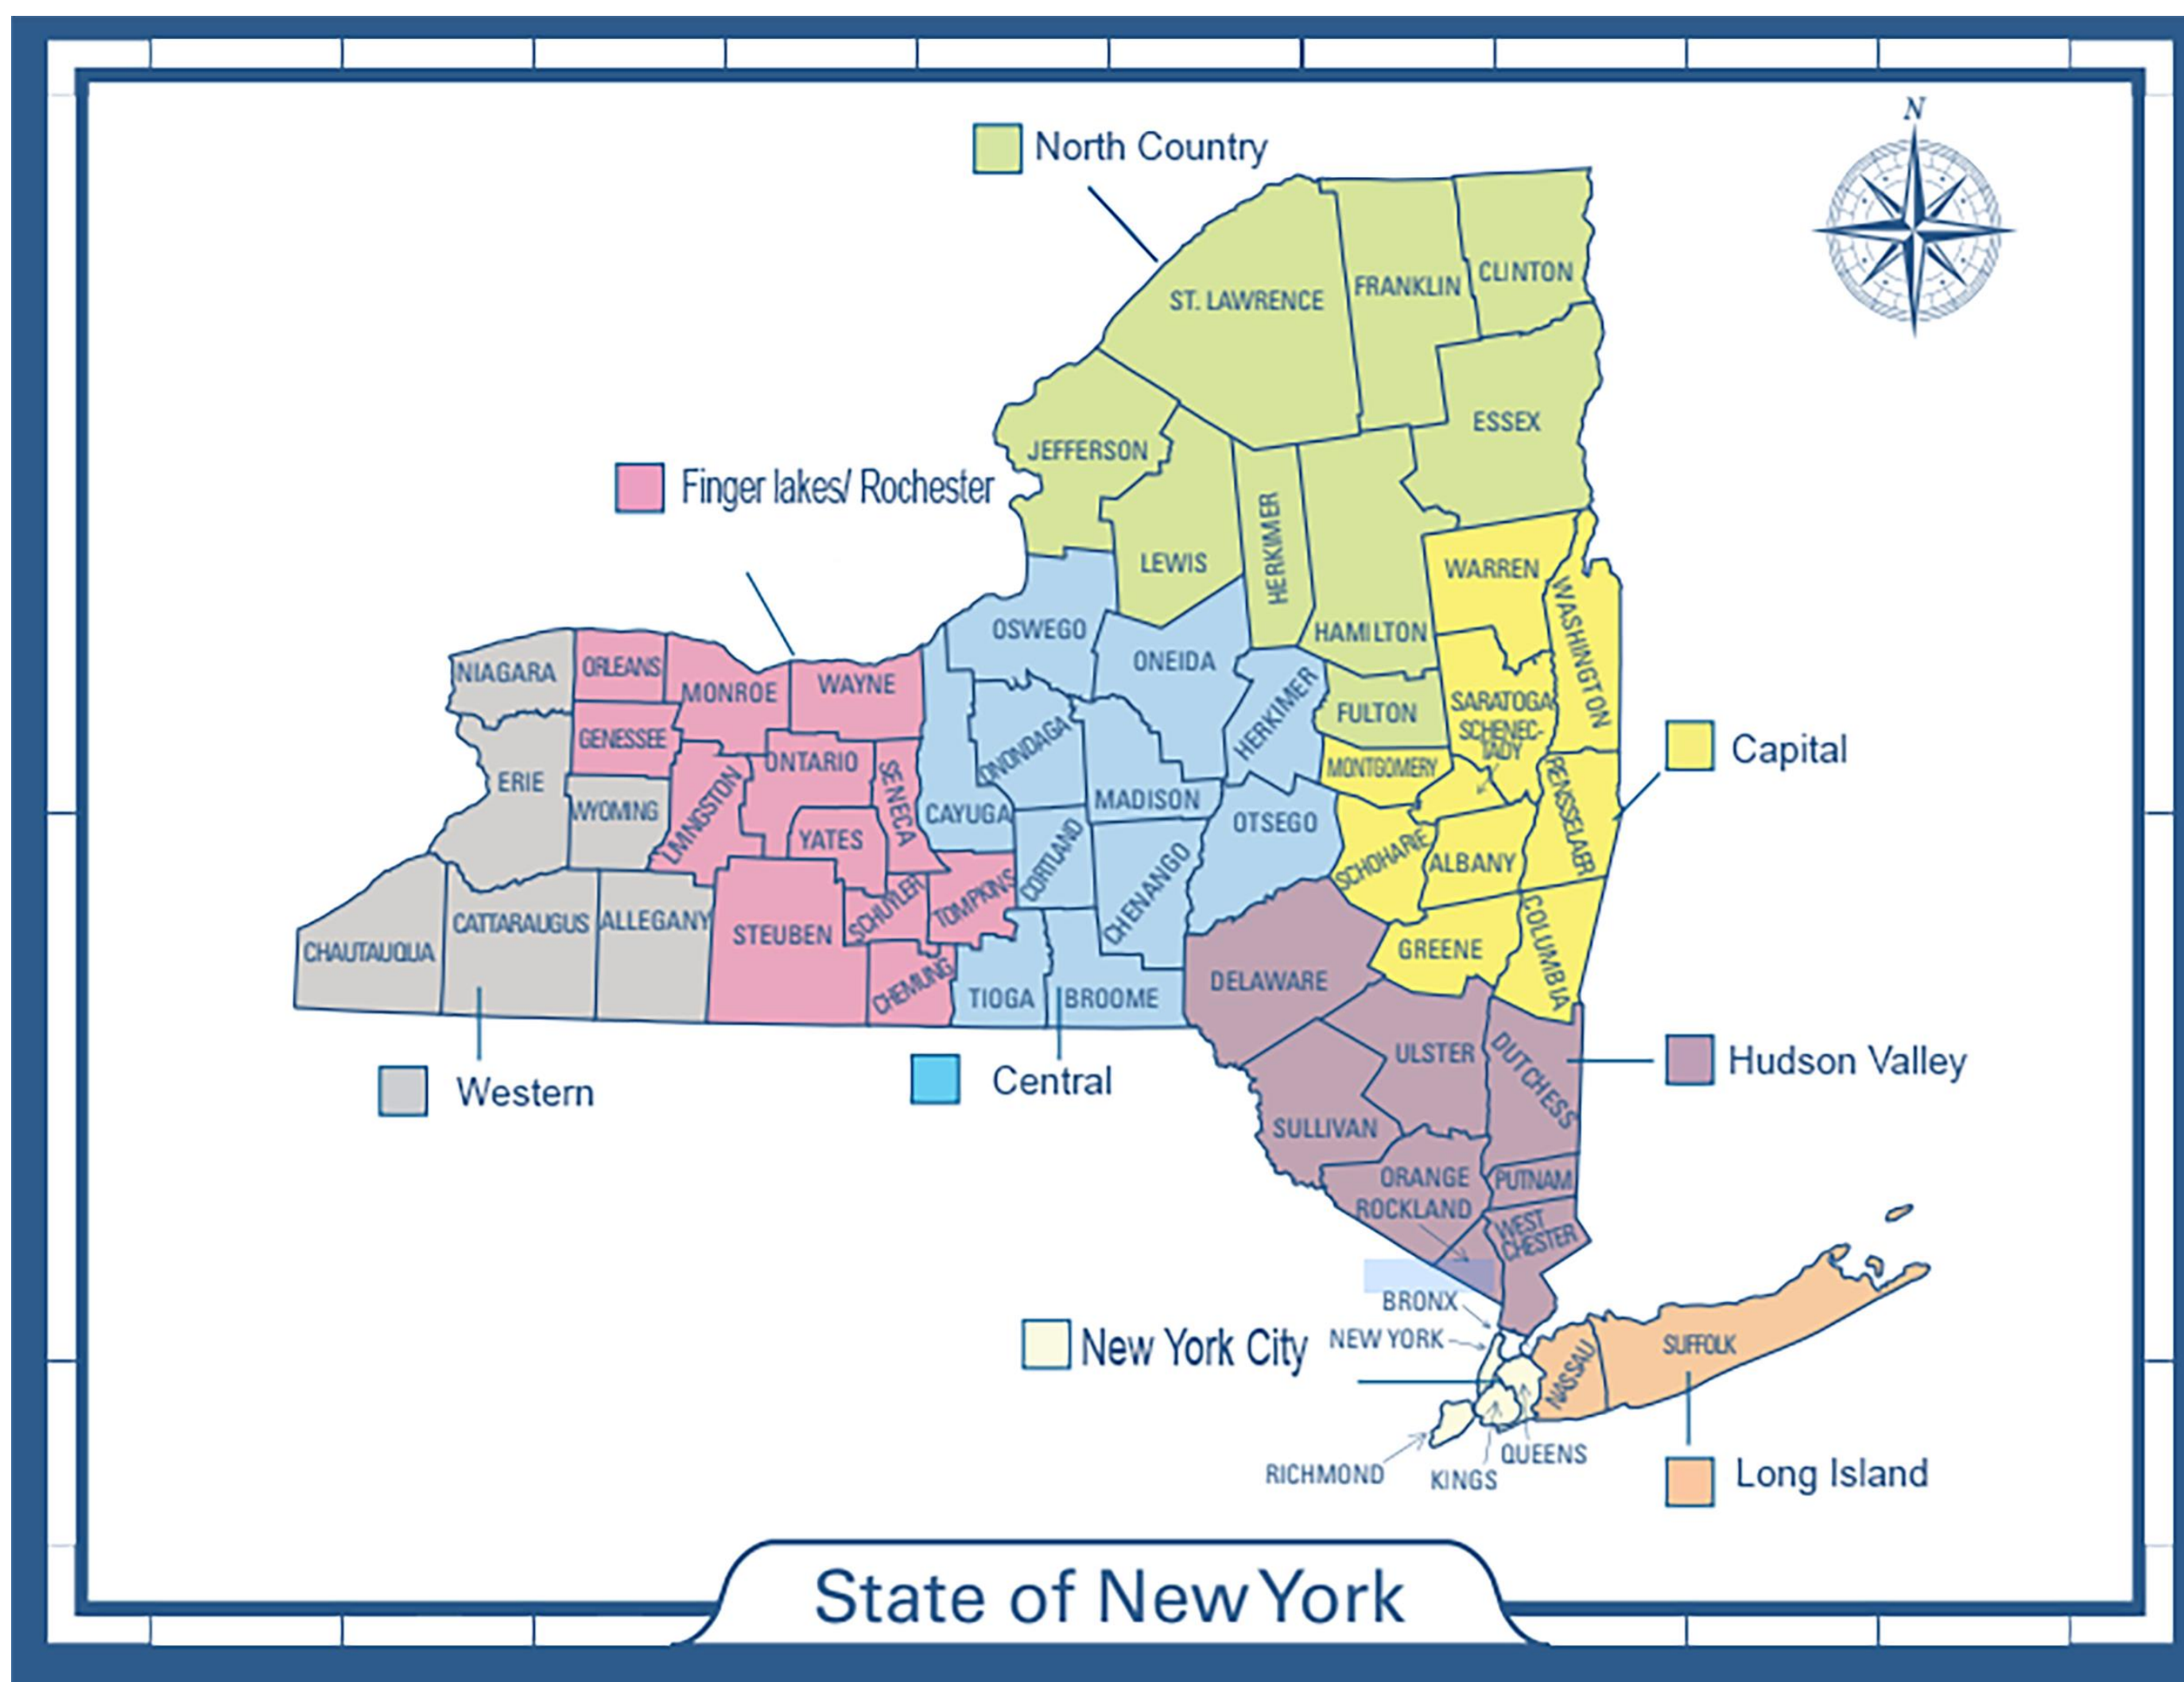 N
North Country
ST. LAWRENCE
FRANKLIN
CLINTON
ESSEX
JEFFERSON
Finger lakes/ Rochester
LEWIS
HERKIMER
HAMILTON
WARREN
WASHINGTON
OSWEGO
ONEIDA
NIAGARA
ORLEANS
MONROE
WAYNE
SARATOGA
SCHENEC-
TADY
FULTON
HERKIMER
GENESSEE
ONTARIO
SENECA
ONONDAGA
MONTGOMERY
RENSSELAER
Capital
ERIE
WYOMING
LMNGSTON
YATES
CAYUGA
MADISON
OTSEGO
CORTLAND
CHENANGO
SCHOHARIE
ALBANY
CHAUTAUQUA
CATTARAUGUS
ALLEGANY
STEUBEN
SCHUYLER
TOMPKINS
CHEMUNG
TIOGA
BROOME
DELAWARE
GREENE
COLUMBIA
Western
Central
ULSTER
DUTCHESS
Hudson Valley
SULLIVAN
ORANGE
PUTNAM
ROCKLAND
WEST
CHESTER
BRONX
New York City
NEW YORK
NASSAU
SUFFOLK
RICHMOND
KINGS
QUEENS
Long Island
State of New York